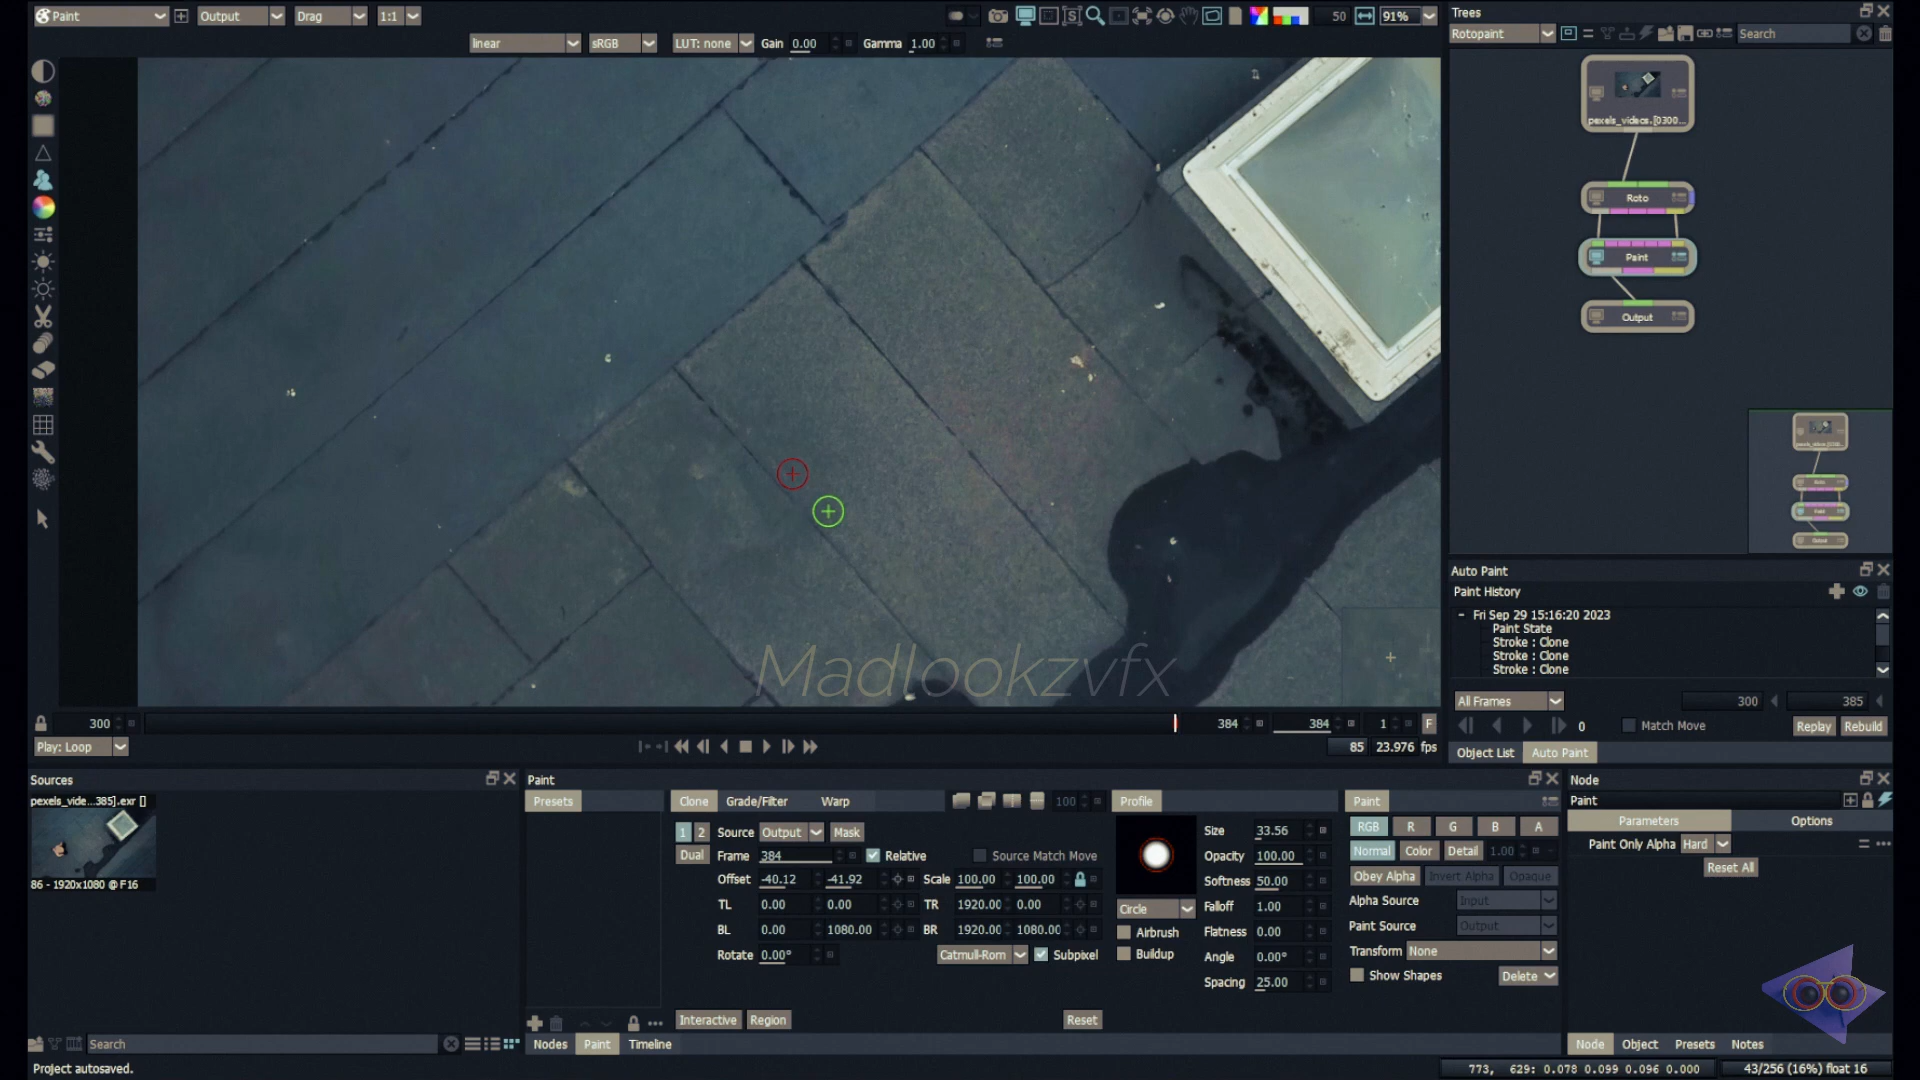 Paint Output Drag 1:1 50 91%
linear sRGB LUT: none Gain 0.00 Gamma 1.00
Trees
Rotopaint Search
pexels_videos.[0300...
Roto
Paint
Output
Madlookzvfx
300 384 384 1 F
Play: Loop 85 23.976 fps
Auto Paint
Paint History
Fri Sep 29 15:16:20 2023
Paint State
Stroke : Clone
Stroke : Clone
Stroke : Clone
All Frames 300 385
0 Match Move Replay Rebuild
Object List Auto Paint
Sources
pexels_vide...385].exr []
86 - 1920x1080 @ F16
Search
Project autosaved.
Paint
Presets
Clone Grade/Filter Warp 100
1 2 Source Output Mask
Dual Frame 384 Relative Source Match Move
Offset -40.12 -41.92 Scale 100.00 100.00
TL 0.00 0.00 TR 1920.00 0.00
BL 0.00 1080.00 BR 1920.00 1080.00
Rotate 0.00° Catmull-Rom Subpixel
Interactive Region Reset
Nodes Paint Timeline
Profile
Circle
Airbrush
Buildup
Size 33.56
Opacity 100.00
Softness 50.00
Falloff 1.00
Flatness 0.00
Angle 0.00°
Spacing 25.00
Paint
RGB R G B A
Normal Color Detail 1.00
Obey Alpha Invert Alpha Opaque
Alpha Source Input
Paint Source Output
Transform None
Show Shapes Delete
Node
Paint
Parameters Options
Paint Only Alpha Hard
Reset All
Node Object Presets Notes
773, 629: 0.078 0.099 0.096 0.000 43/256 (16%) float 16